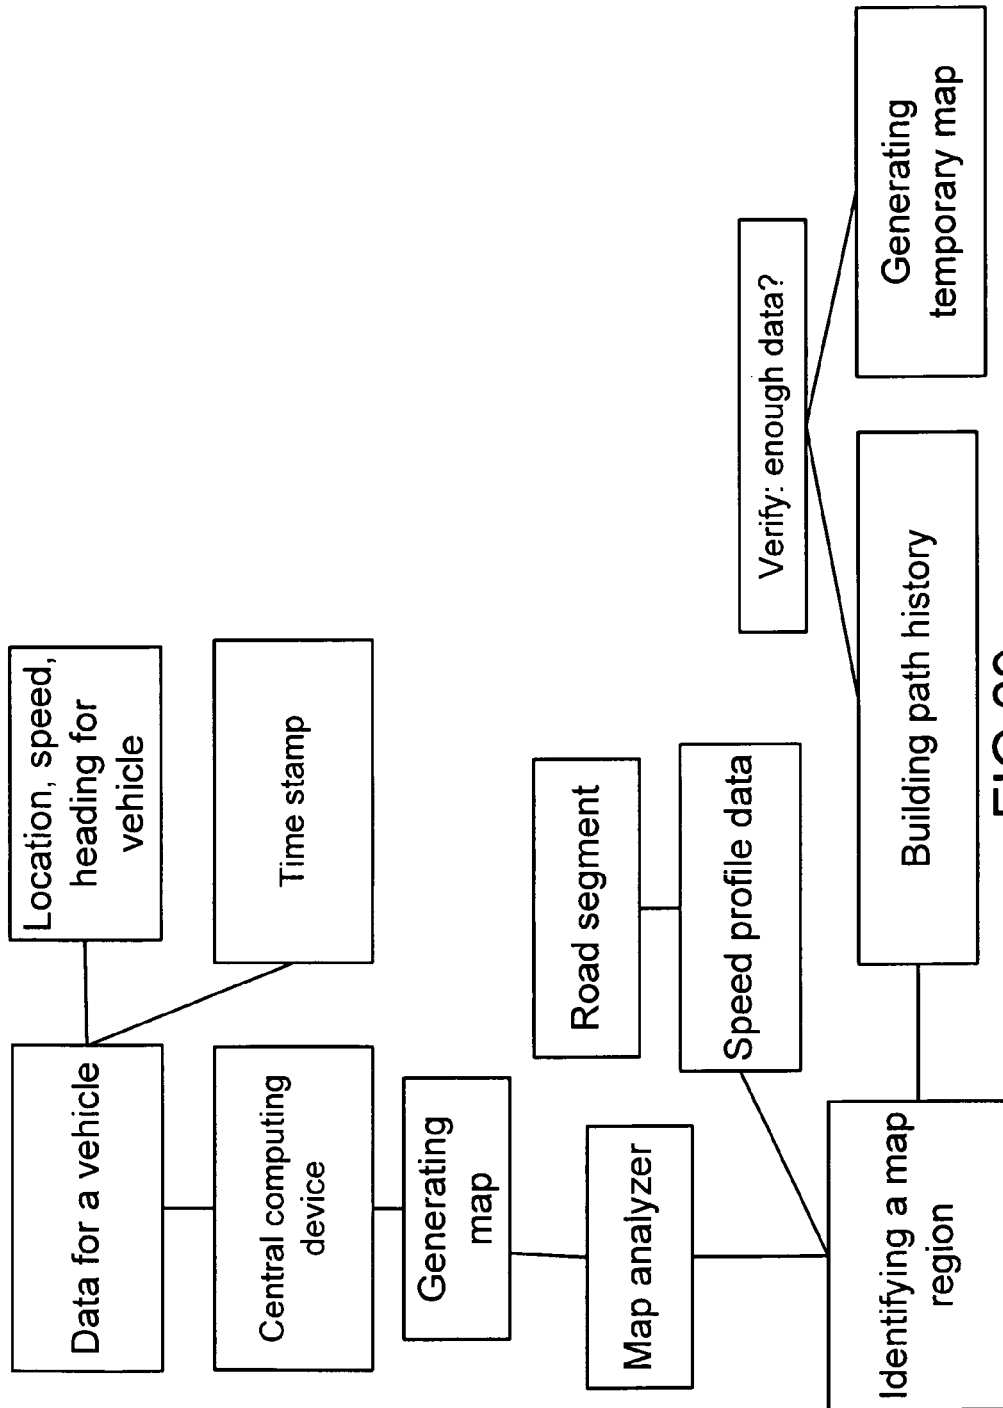 Data for a vehicle
Location, speed,
heading for
vehicle
Central computing
device
Time stamp
Generating
map
Road segment
Map analyzer
Speed profile data
Verify: enough data?
Identifying a map
region
Building path history
Generating
temporary map
FIG